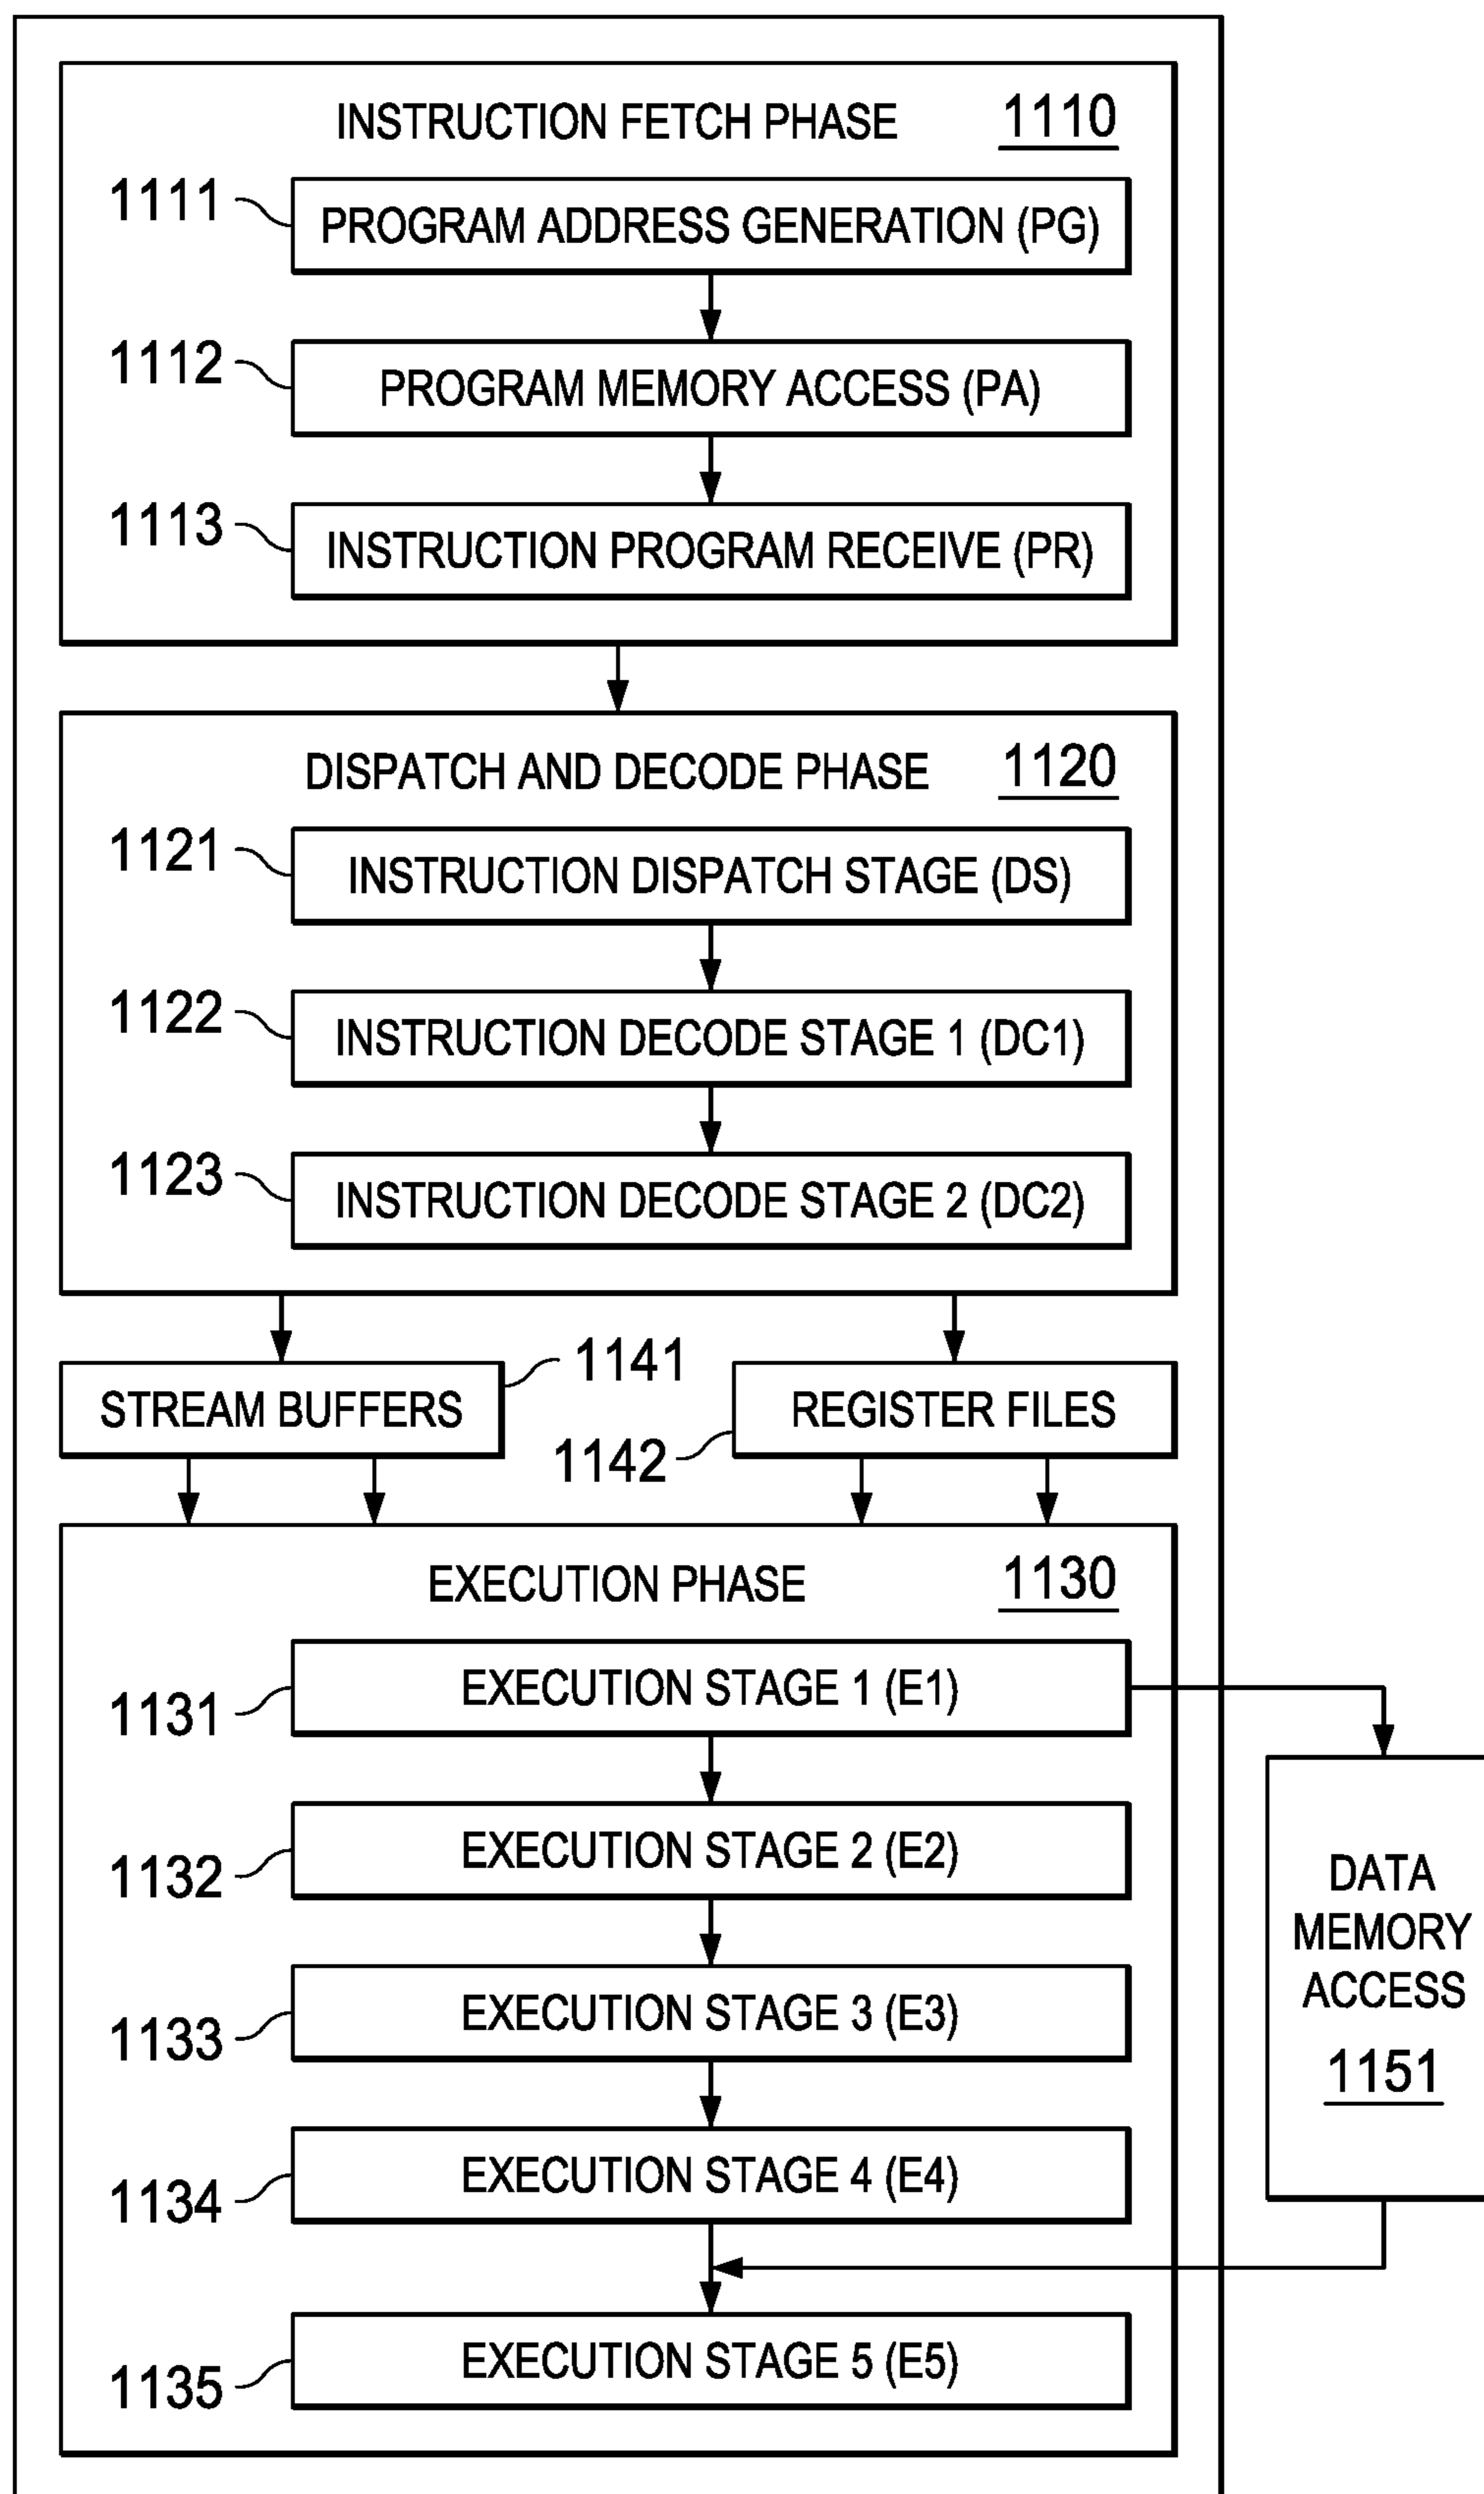 INSTRUCTION FETCH PHASE 1110
1111 PROGRAM ADDRESS GENERATION (PG)
1112 PROGRAM MEMORY ACCESS (PA)
1113 INSTRUCTION PROGRAM RECEIVE (PR)
DISPATCH AND DECODE PHASE 1120
1121 INSTRUCTION DISPATCH STAGE (DS)
1122 INSTRUCTION DECODE STAGE 1 (DC1)
1123 INSTRUCTION DECODE STAGE 2 (DC2)
STREAM BUFFERS 1141
1142 REGISTER FILES
EXECUTION PHASE 1130
1131 EXECUTION STAGE 1 (E1)
1132 EXECUTION STAGE 2 (E2)
1133 EXECUTION STAGE 3 (E3)
1134 EXECUTION STAGE 4 (E4)
1135 EXECUTION STAGE 5 (E5)
DATA
MEMORY
ACCESS
1151